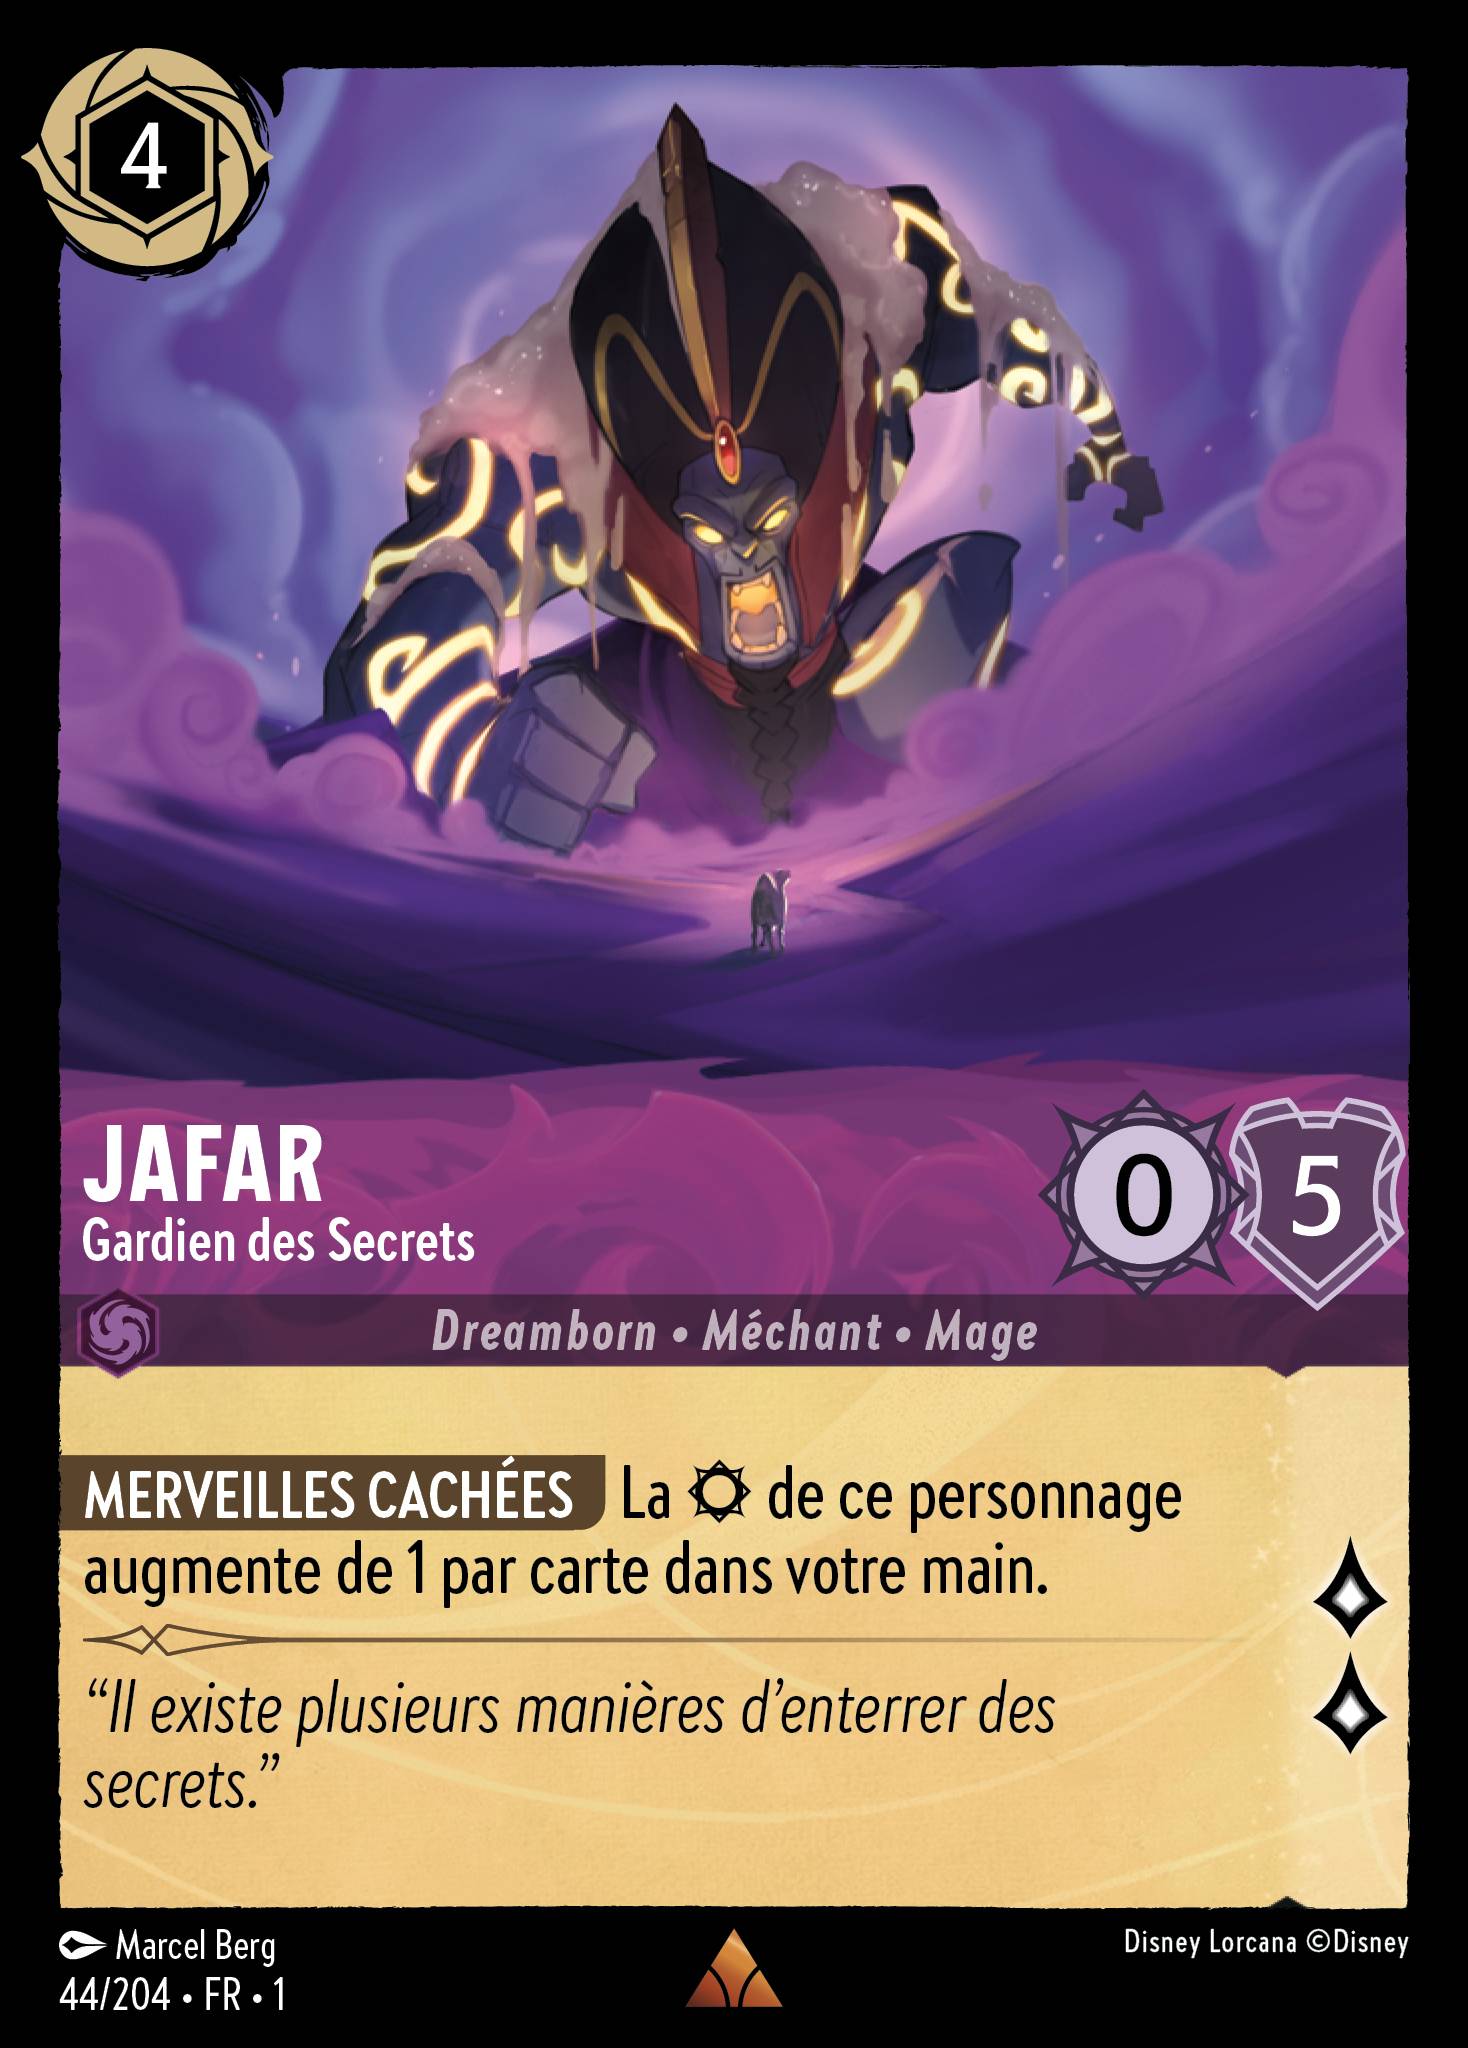 4
JAFAR
Gardien des Secrets
0 5
Dreamborn • Méchant • Mage
MERVEILLES CACHÉES La de ce personnage
augmente de 1 par carte dans votre main.
“Il existe plusieurs manières d’enterrer des
secrets.”
Marcel Berg
Disney Lorcana ©Disney
44/204 • FR • 1